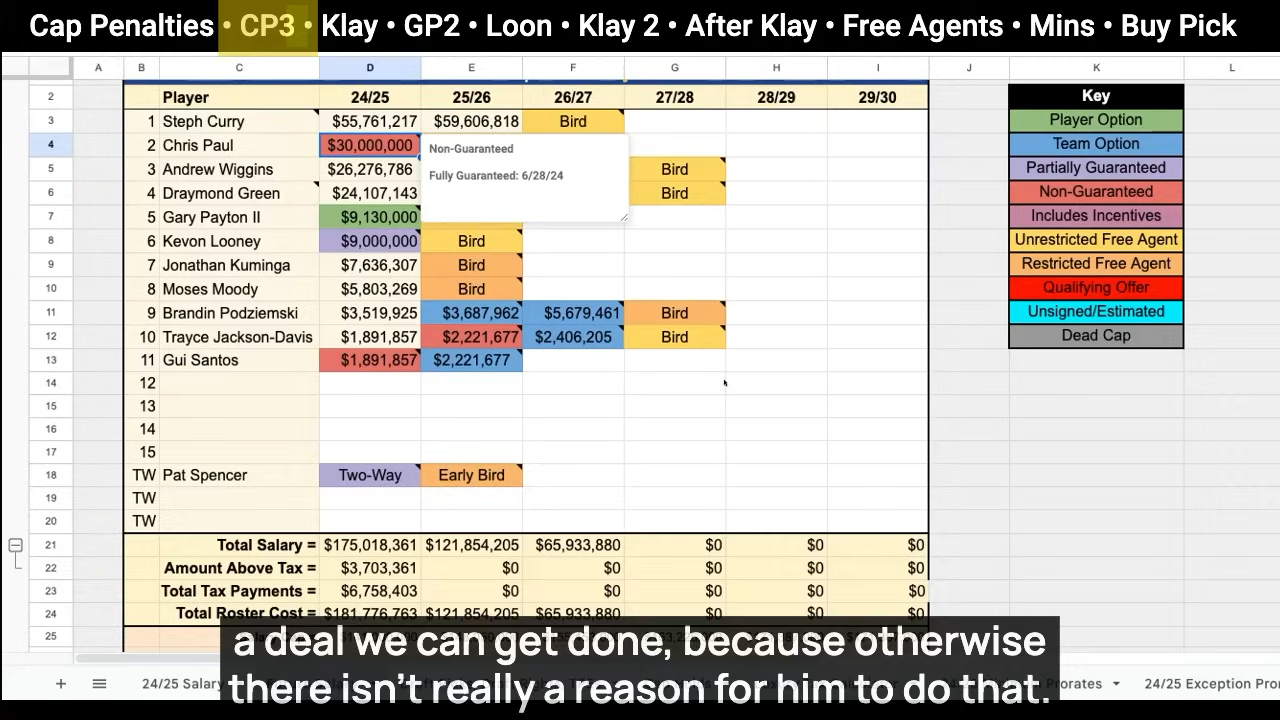 Cap Penalties • CP3 • Klay • GP2 • Loon • Klay 2 • After Klay • Free Agents • Mins • Buy Pick
A B C D E F G H I J K L
2 Player 24/25 25/26 26/27 27/28 28/29 29/30 Key
3 1 Steph Curry $55,761,217 $59,606,818 Bird Player Option
4 2 Chris Paul $30,000,000 Non-Guaranteed Team Option
Fully Guaranteed: 6/28/24
5 3 Andrew Wiggins $26,276,786 Bird Partially Guaranteed
6 4 Draymond Green $24,107,143 Bird Non-Guaranteed
7 5 Gary Payton II $9,130,000 Includes Incentives
8 6 Kevon Looney $9,000,000 Bird Unrestricted Free Agent
9 7 Jonathan Kuminga $7,636,307 Bird Restricted Free Agent
10 8 Moses Moody $5,803,269 Bird Qualifying Offer
11 9 Brandin Podziemski $3,519,925 $3,687,962 $5,679,461 Bird Unsigned/Estimated
12 10 Trayce Jackson-Davis $1,891,857 $2,221,677 $2,406,205 Bird Dead Cap
13 11 Gui Santos $1,891,857 $2,221,677
14 12
15 13
16 14
17 15
18 TW Pat Spencer Two-Way Early Bird
19 TW
20 TW
21 Total Salary = $175,018,361 $121,854,205 $65,933,880 $0 $0 $0
22 Amount Above Tax = $3,703,361 $0 $0 $0 $0 $0
23 Total Tax Payments = $6,758,403 $0 $0 $0 $0 $0
24 Total Roster Cost = $181,776,763 $121,854,205 $65,933,880 $0 $0 $0
25
a deal we can get done, because otherwise
there isn't really a reason for him to do that.
24/25 Salary Prorates 24/25 Exception Pro